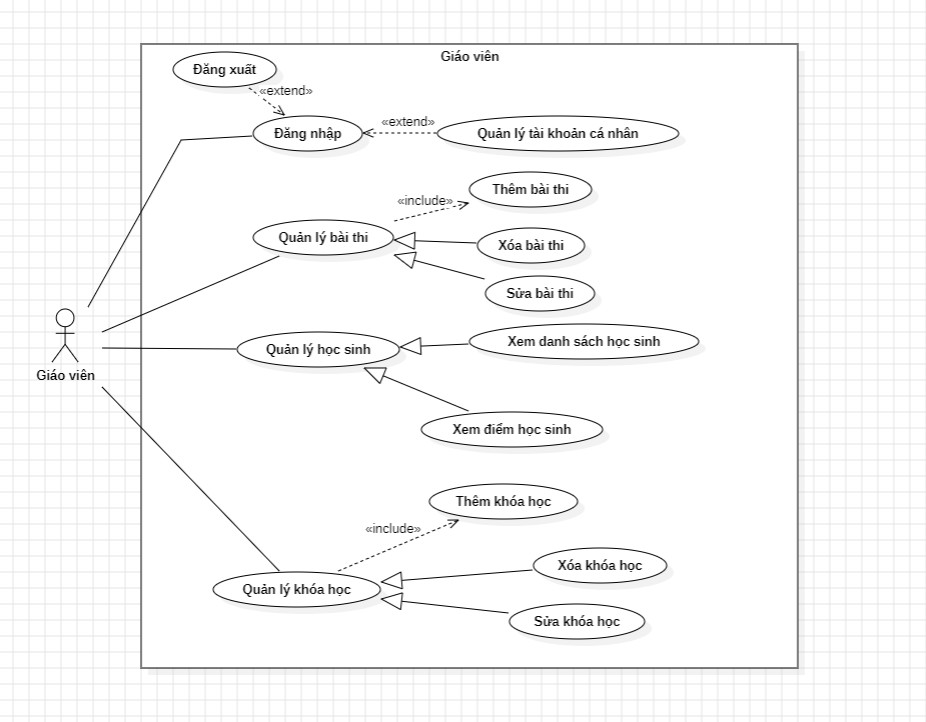 Giáo viên
Đăng xuất
«extend»
Đăng nhập
«extend»
Quản lý tài khoản cá nhân
Thêm bài thi
«include»
Quản lý bài thi
Xóa bài thi
Sửa bài thi
Quản lý học sinh
Xem danh sách học sinh
Giáo viên
Xem điểm học sinh
Thêm khóa học
«include»
Xóa khóa học
Quản lý khóa học
Sửa khóa học